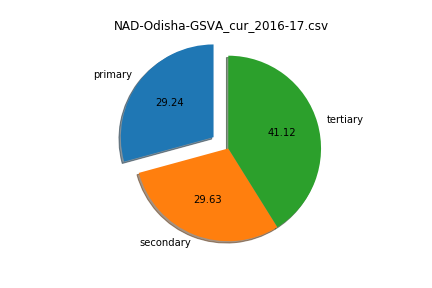 NAD-Odisha-GSVA_cur_2016-17.csv
primary
29.24
41.12
tertiary
29.63
secondary